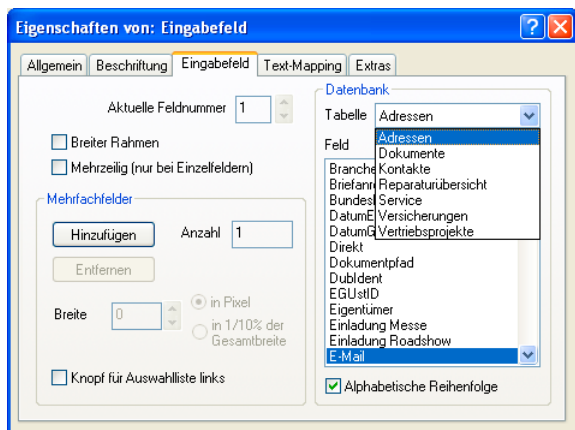 Eigenschaften von: Eingabefeld
Allgemein
Beschriftung
Eingabefeld
Text-Mapping
Extras
Aktuelle Feldnummer 1
Breiter Rahmen
Mehrzeilig (nur bei Einzelfeldern)
Mehrfachfelder
Hinzufügen
Anzahl 1
Entfernen
Breite 0
in Pixel
in 1/10% der
Gesamtbreite
Knopf für Auswahlliste links
Datenbank
Tabelle Adressen
Adressen
Dokumente
Kontakte
Reparaturübersicht
Service
Versicherungen
Vertriebsprojekte
Feld
Branche
Direkt
Dokumentpfad
DubIdent
EGUstID
Eigentümer
Einladung Messe
Einladung Roadshow
E-Mail
Alphabetische Reihenfolge